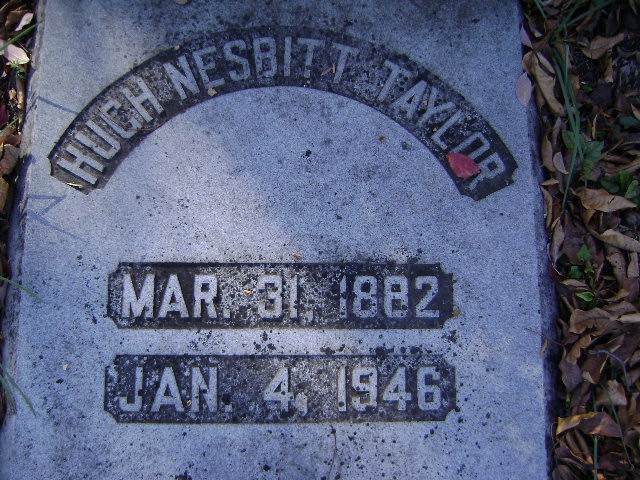 HUGH NESBITT TAYLOR
MAR. 31, 1882
JAN. 4, 1946